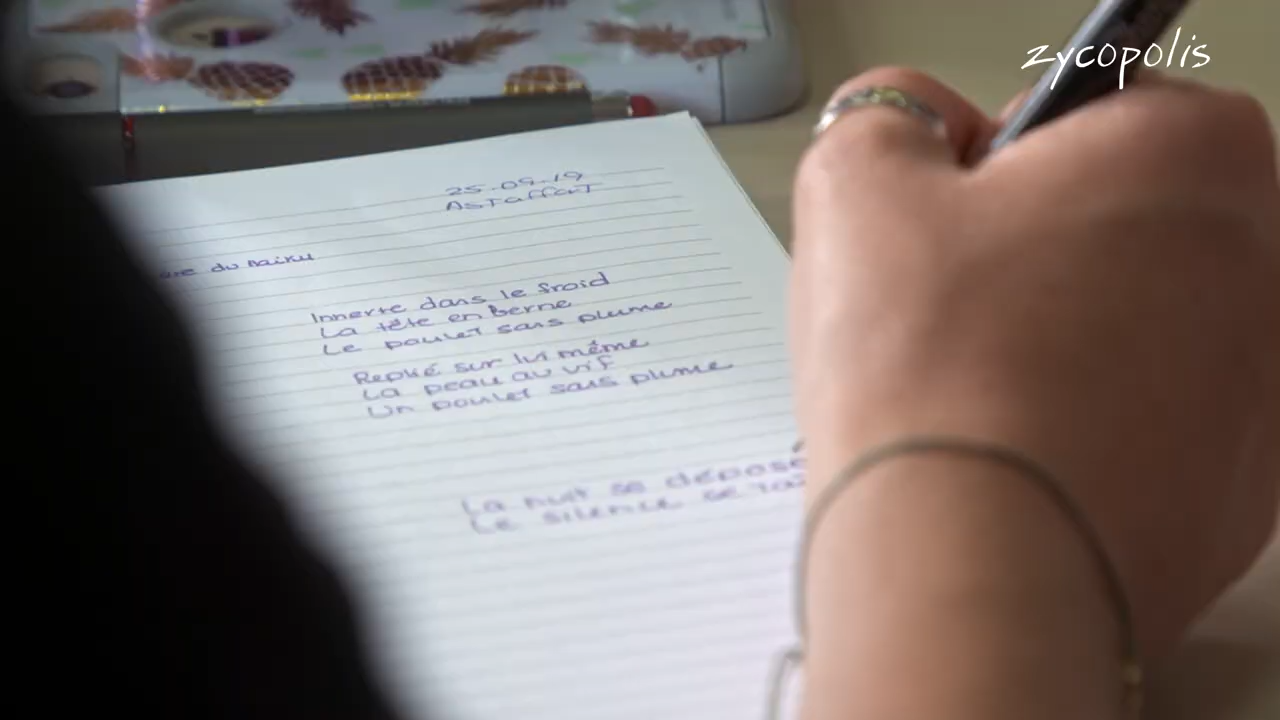 zycopolis
25-09-19
ASTaffort
du haiku
Innerte dans le froid
La tête en berne
Le poulet sans plume
Replié sur lui même
La peau au vif
Un poulet sans plume
La nuit se dépose
Le silence se